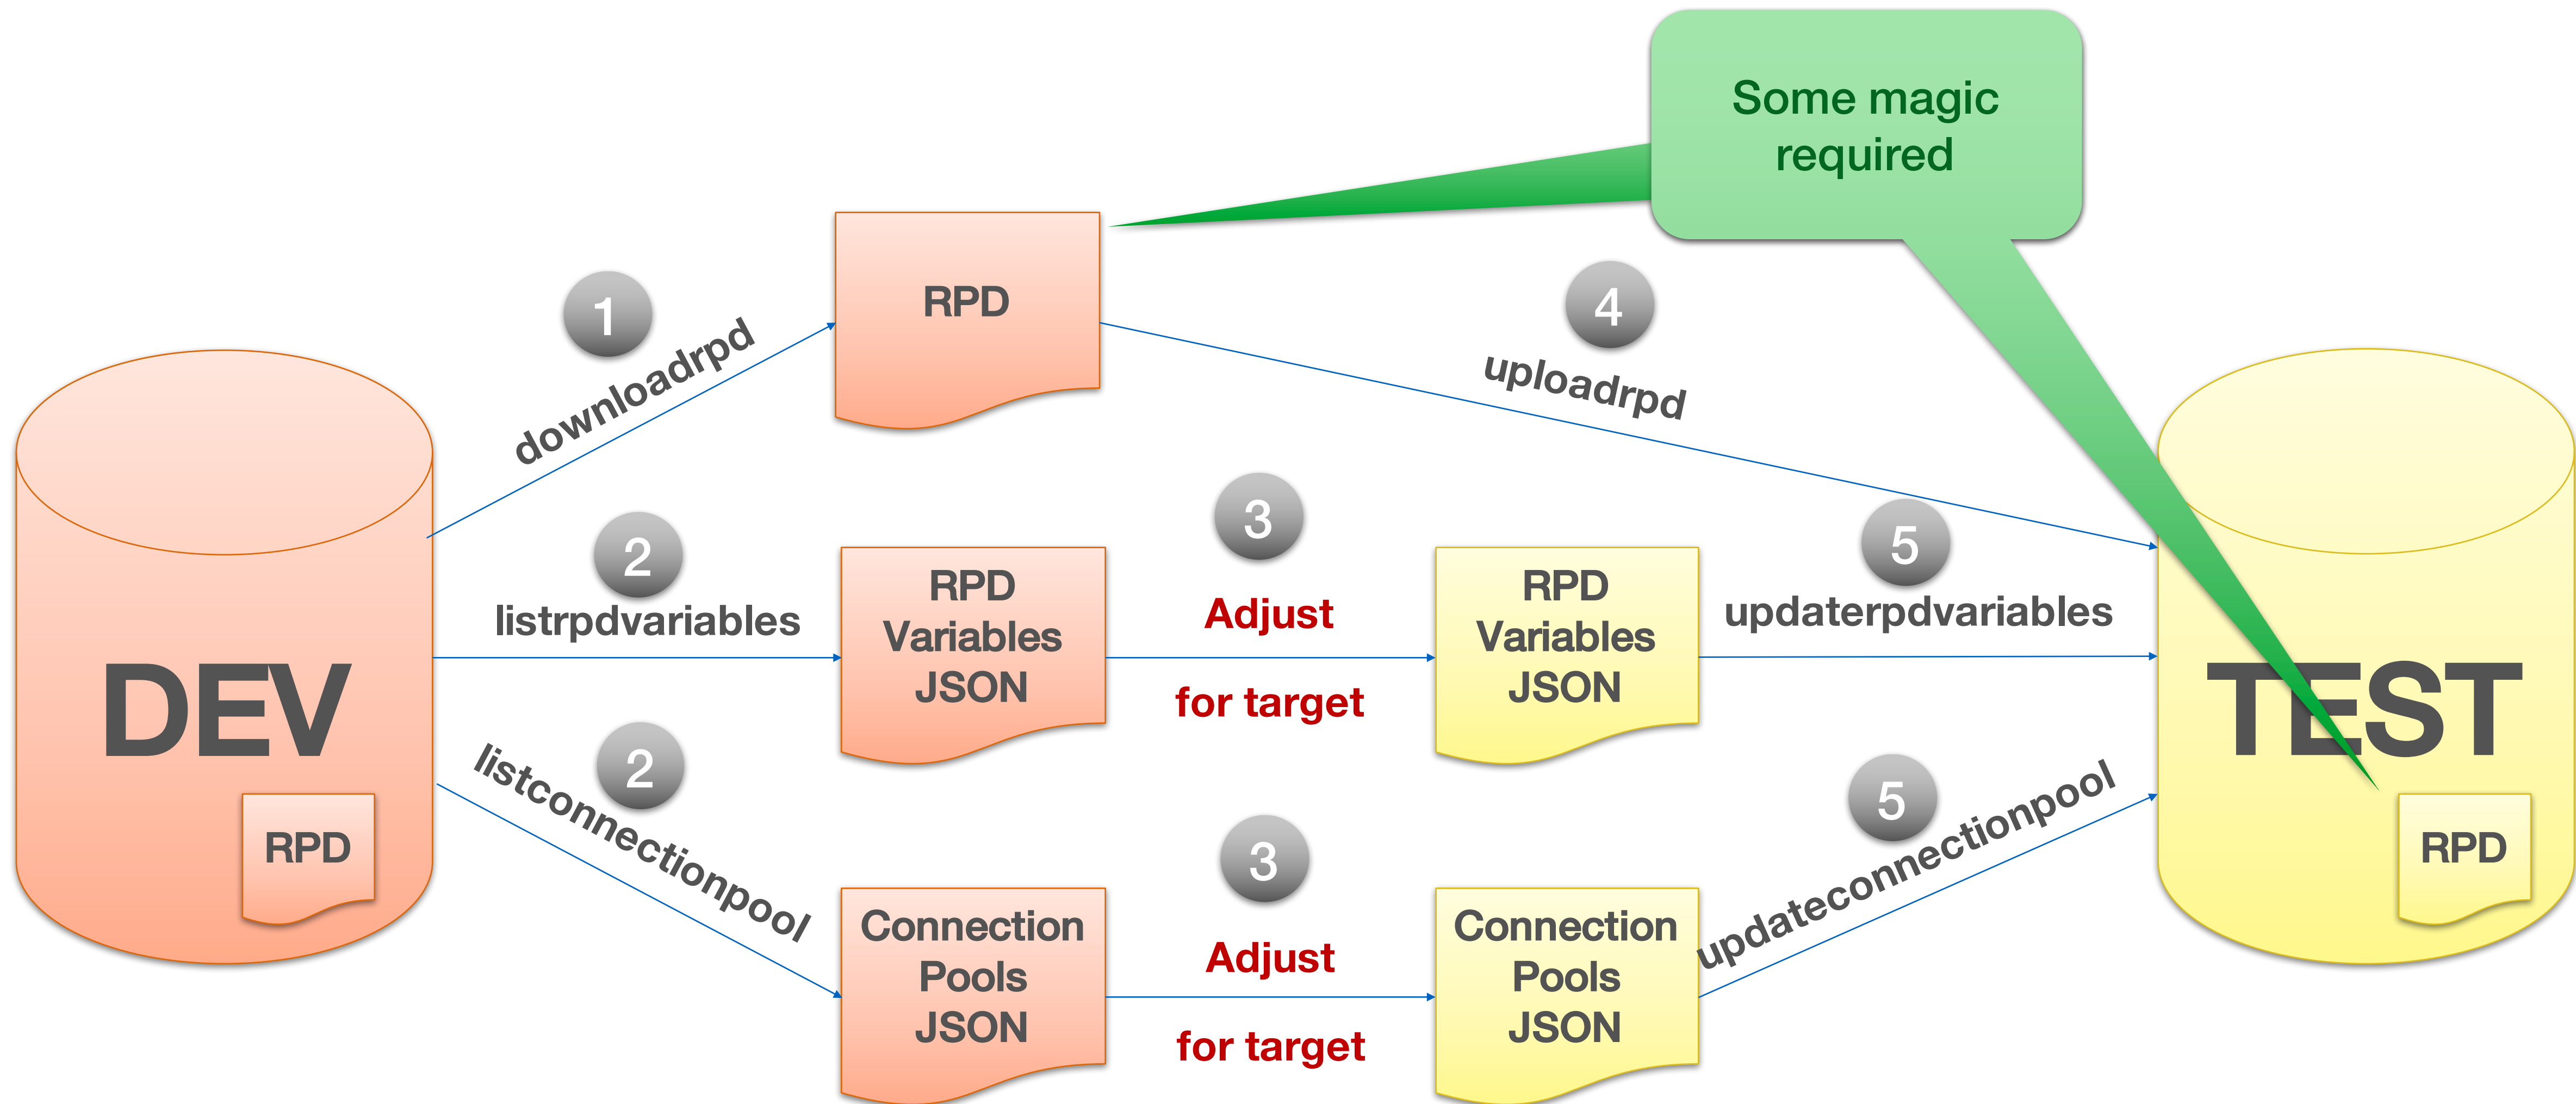 Some magic
required
1
downloadrpd
RPD
4
uploadrpd
DEV
RPD
2
listrpdvariables
RPD
Variables
JSON
3
Adjust
for target
RPD
Variables
JSON
5
updaterpdvariables
2
listconnectionpool
Connection
Pools
JSON
3
Adjust
for target
Connection
Pools
JSON
5
updateconnectionpool
TEST
RPD